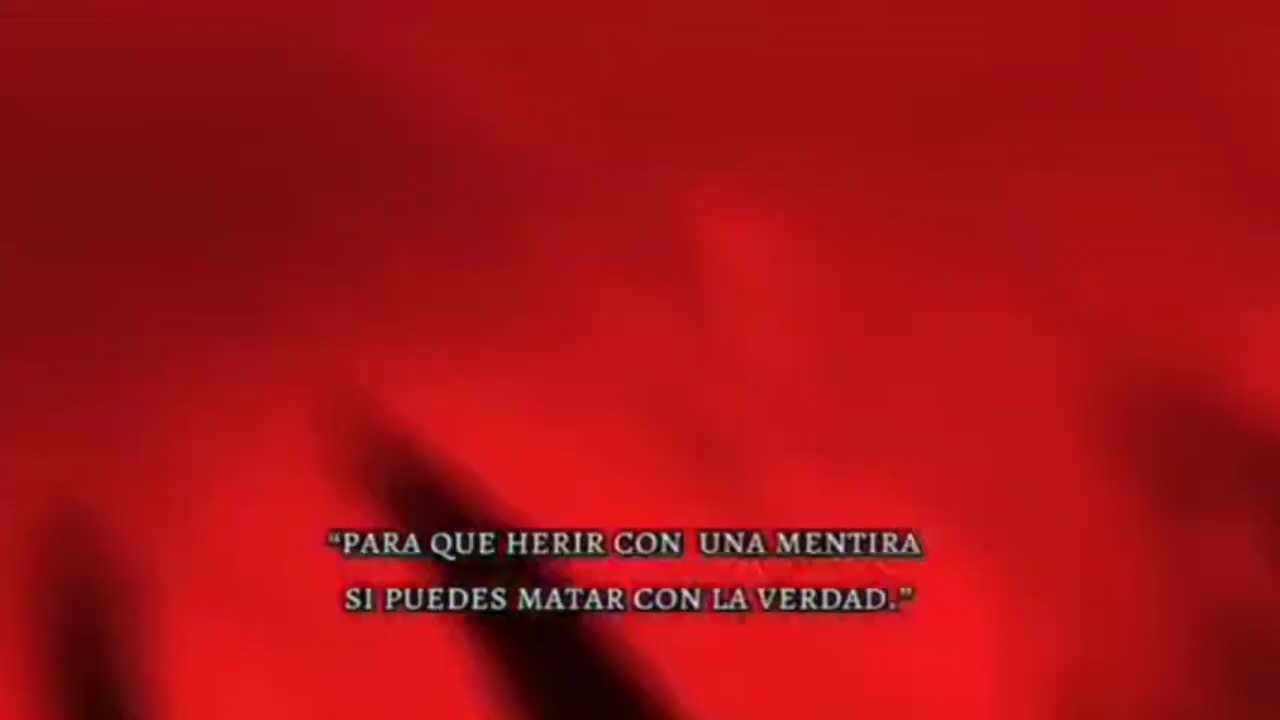 “PARA QUE HERIR CON UNA MENTIRA
SI PUEDES MATAR CON LA VERDAD.”